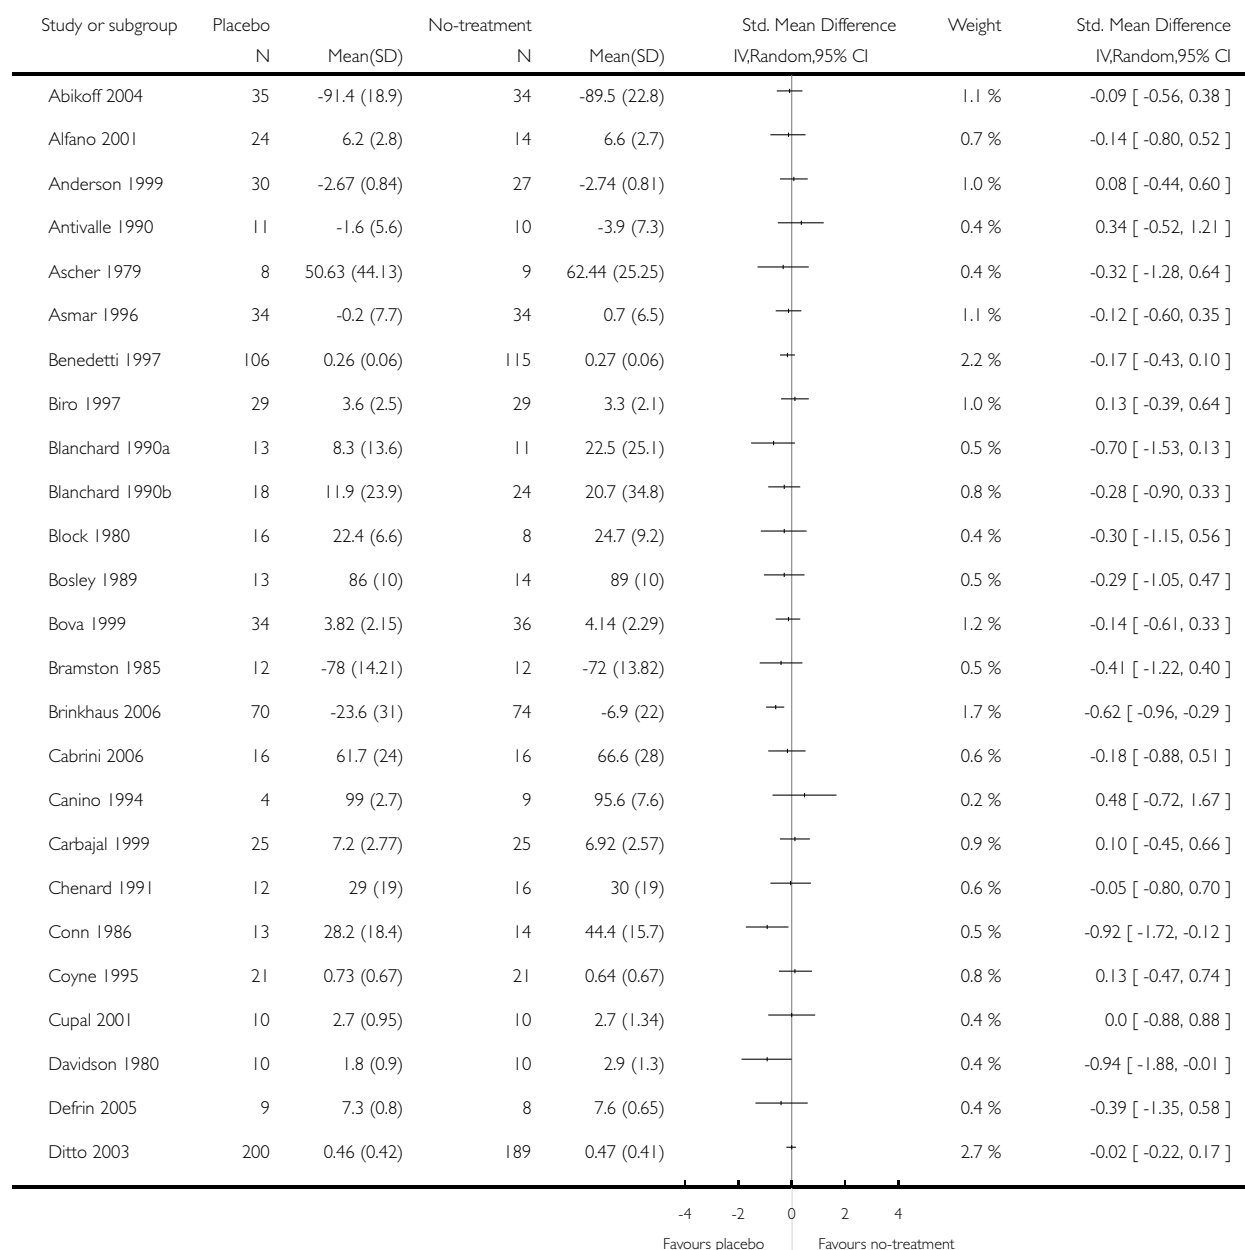 Study or subgroup Placebo No-treatment Std. Mean Difference Weight Std. Mean Difference
N Mean(SD) N Mean(SD) IV,Random,95% CI IV,Random,95% CI
Abikoff 2004 35 -91.4 (18.9) 34 -89.5 (22.8) 1.1 % -0.09 [ -0.56, 0.38 ]
Alfano 2001 24 6.2 (2.8) 14 6.6 (2.7) 0.7 % -0.14 [ -0.80, 0.52 ]
Anderson 1999 30 -2.67 (0.84) 27 -2.74 (0.81) 1.0 % 0.08 [ -0.44, 0.60 ]
Antivalle 1990 11 -1.6 (5.6) 10 -3.9 (7.3) 0.4 % 0.34 [ -0.52, 1.21 ]
Ascher 1979 8 50.63 (44.13) 9 62.44 (25.25) 0.4 % -0.32 [ -1.28, 0.64 ]
Asmar 1996 34 -0.2 (7.7) 34 0.7 (6.5) 1.1 % -0.12 [ -0.60, 0.35 ]
Benedetti 1997 106 0.26 (0.06) 115 0.27 (0.06) 2.2 % -0.17 [ -0.43, 0.10 ]
Biro 1997 29 3.6 (2.5) 29 3.3 (2.1) 1.0 % 0.13 [ -0.39, 0.64 ]
Blanchard 1990a 13 8.3 (13.6) 11 22.5 (25.1) 0.5 % -0.70 [ -1.53, 0.13 ]
Blanchard 1990b 18 11.9 (23.9) 24 20.7 (34.8) 0.8 % -0.28 [ -0.90, 0.33 ]
Block 1980 16 22.4 (6.6) 8 24.7 (9.2) 0.4 % -0.30 [ -1.15, 0.56 ]
Bosley 1989 13 86 (10) 14 89 (10) 0.5 % -0.29 [ -1.05, 0.47 ]
Bova 1999 34 3.82 (2.15) 36 4.14 (2.29) 1.2 % -0.14 [ -0.61, 0.33 ]
Bramston 1985 12 -78 (14.21) 12 -72 (13.82) 0.5 % -0.41 [ -1.22, 0.40 ]
Brinkhaus 2006 70 -23.6 (31) 74 -6.9 (22) 1.7 % -0.62 [ -0.96, -0.29 ]
Cabrini 2006 16 61.7 (24) 16 66.6 (28) 0.6 % -0.18 [ -0.88, 0.51 ]
Canino 1994 4 99 (2.7) 9 95.6 (7.6) 0.2 % 0.48 [ -0.72, 1.67 ]
Carbajal 1999 25 7.2 (2.77) 25 6.92 (2.57) 0.9 % 0.10 [ -0.45, 0.66 ]
Chenard 1991 12 29 (19) 16 30 (19) 0.6 % -0.05 [ -0.80, 0.70 ]
Conn 1986 13 28.2 (18.4) 14 44.4 (15.7) 0.5 % -0.92 [ -1.72, -0.12 ]
Coyne 1995 21 0.73 (0.67) 21 0.64 (0.67) 0.8 % 0.13 [ -0.47, 0.74 ]
Cupal 2001 10 2.7 (0.95) 10 2.7 (1.34) 0.4 % 0.0 [ -0.88, 0.88 ]
Davidson 1980 10 1.8 (0.9) 10 2.9 (1.3) 0.4 % -0.94 [ -1.88, -0.01 ]
Defrin 2005 9 7.3 (0.8) 8 7.6 (0.65) 0.4 % -0.39 [ -1.35, 0.58 ]
Ditto 2003 200 0.46 (0.42) 189 0.47 (0.41) 2.7 % -0.02 [ -0.22, 0.17 ]
-4 -2 0 2 4
Favours placebo Favours no-treatment